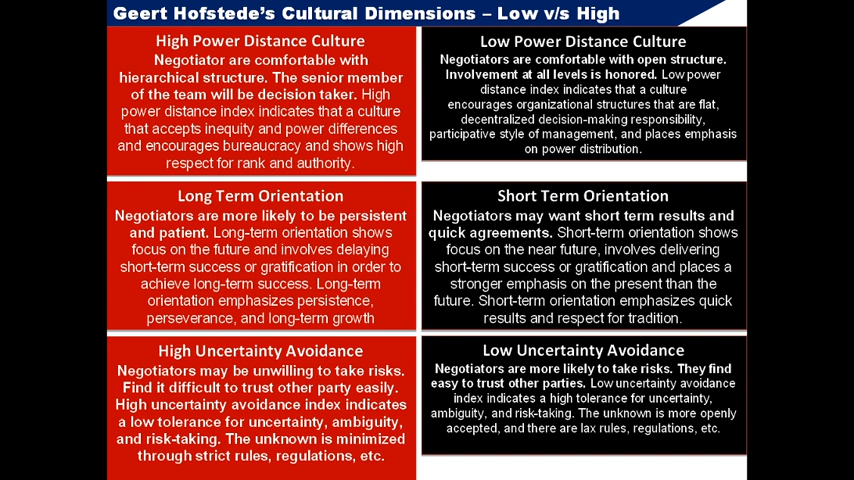 Geert Hofstede's Cultural Dimensions – Low v/s High
High Power Distance Culture
Negotiator are comfortable with
hierarchical structure. The senior member
of the team will be decision taker. High
power distance index indicates that a culture
that accepts inequity and power differences
and encourages bureaucracy and shows high
respect for rank and authority.
Low Power Distance Culture
Negotiators are comfortable with open structure.
Involvement at all levels is honored. Low power
distance index indicates that a culture
encourages organizational structures that are flat,
decentralized decision-making responsibility,
participative style of management, and places emphasis
on power distribution.
Long Term Orientation
Negotiators are more likely to be persistent
and patient. Long-term orientation shows
focus on the future and involves delaying
short-term success or gratification in order to
achieve long-term success. Long-term
orientation emphasizes persistence,
perseverance, and long-term growth
Short Term Orientation
Negotiators may want short term results and
quick agreements. Short-term orientation shows
focus on the near future, involves delivering
short-term success or gratification and places a
stronger emphasis on the present than the
future. Short-term orientation emphasizes quick
results and respect for tradition.
High Uncertainty Avoidance
Negotiators may be unwilling to take risks.
Find it difficult to trust other party easily.
High uncertainty avoidance index indicates
a low tolerance for uncertainty, ambiguity,
and risk-taking. The unknown is minimized
through strict rules, regulations, etc.
Low Uncertainty Avoidance
Negotiators are more likely to take risks. They find
easy to trust other parties. Low uncertainty avoidance
index indicates a high tolerance for uncertainty,
ambiguity, and risk-taking. The unknown is more openly
accepted, and there are lax rules, regulations, etc.